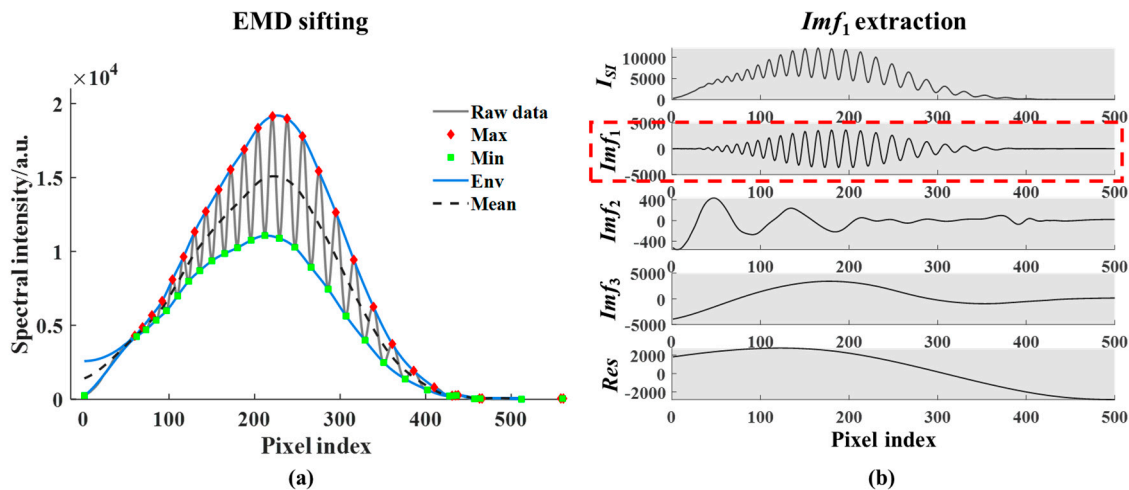 EMD sifting
×10⁴
2
1.5
1
0.5
0
0 100 200 300 400 500
Spectral intensity/a.u.
Pixel index
Raw data
Max
Min
Env
Mean
(a)
Imf₁ extraction
I_SI
10000
5000
0
0 100 200 300 400 500
Imf₁
5000
0
-5000
0 100 200 300 400 500
Imf₂
400
0
-400
0 100 200 300 400 500
Imf₃
5000
0
-5000
0 100 200 300 400 500
Res
2000
0
-2000
0 100 200 300 400 500
Pixel index
(b)